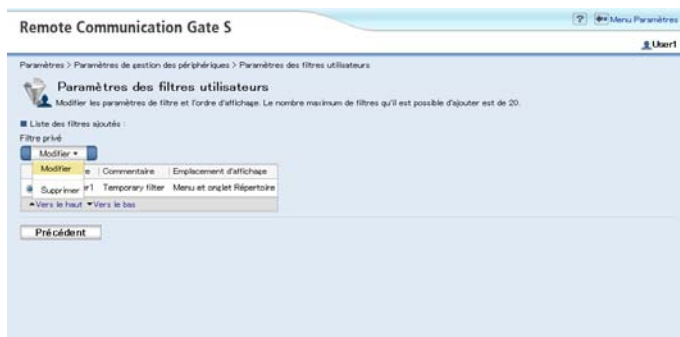 Remote Communication Gate S
? Menu Paramètres
User1
Paramètres > Paramètres de gestion des périphériques > Paramètres des filtres utilisateurs
Paramètres des filtres utilisateurs
Modifier les paramètres de filtre et l'ordre d'affichage. Le nombre maximum de filtres qu'il est possible d'ajouter est de 20.
Liste des filtres ajoutés :
Filtre privé
Modifier
Modifier e Commentaire Emplacement d'affichage
Supprimer r1 Temporary filter Menu et onglet Répertoire
Vers le haut Vers le bas
Précédent